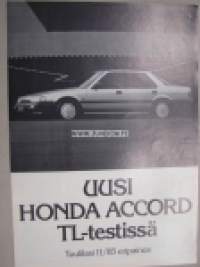 UUSI
HONDA ACCORD
TL-testissä
Tuulilasi 11/85 eripainos